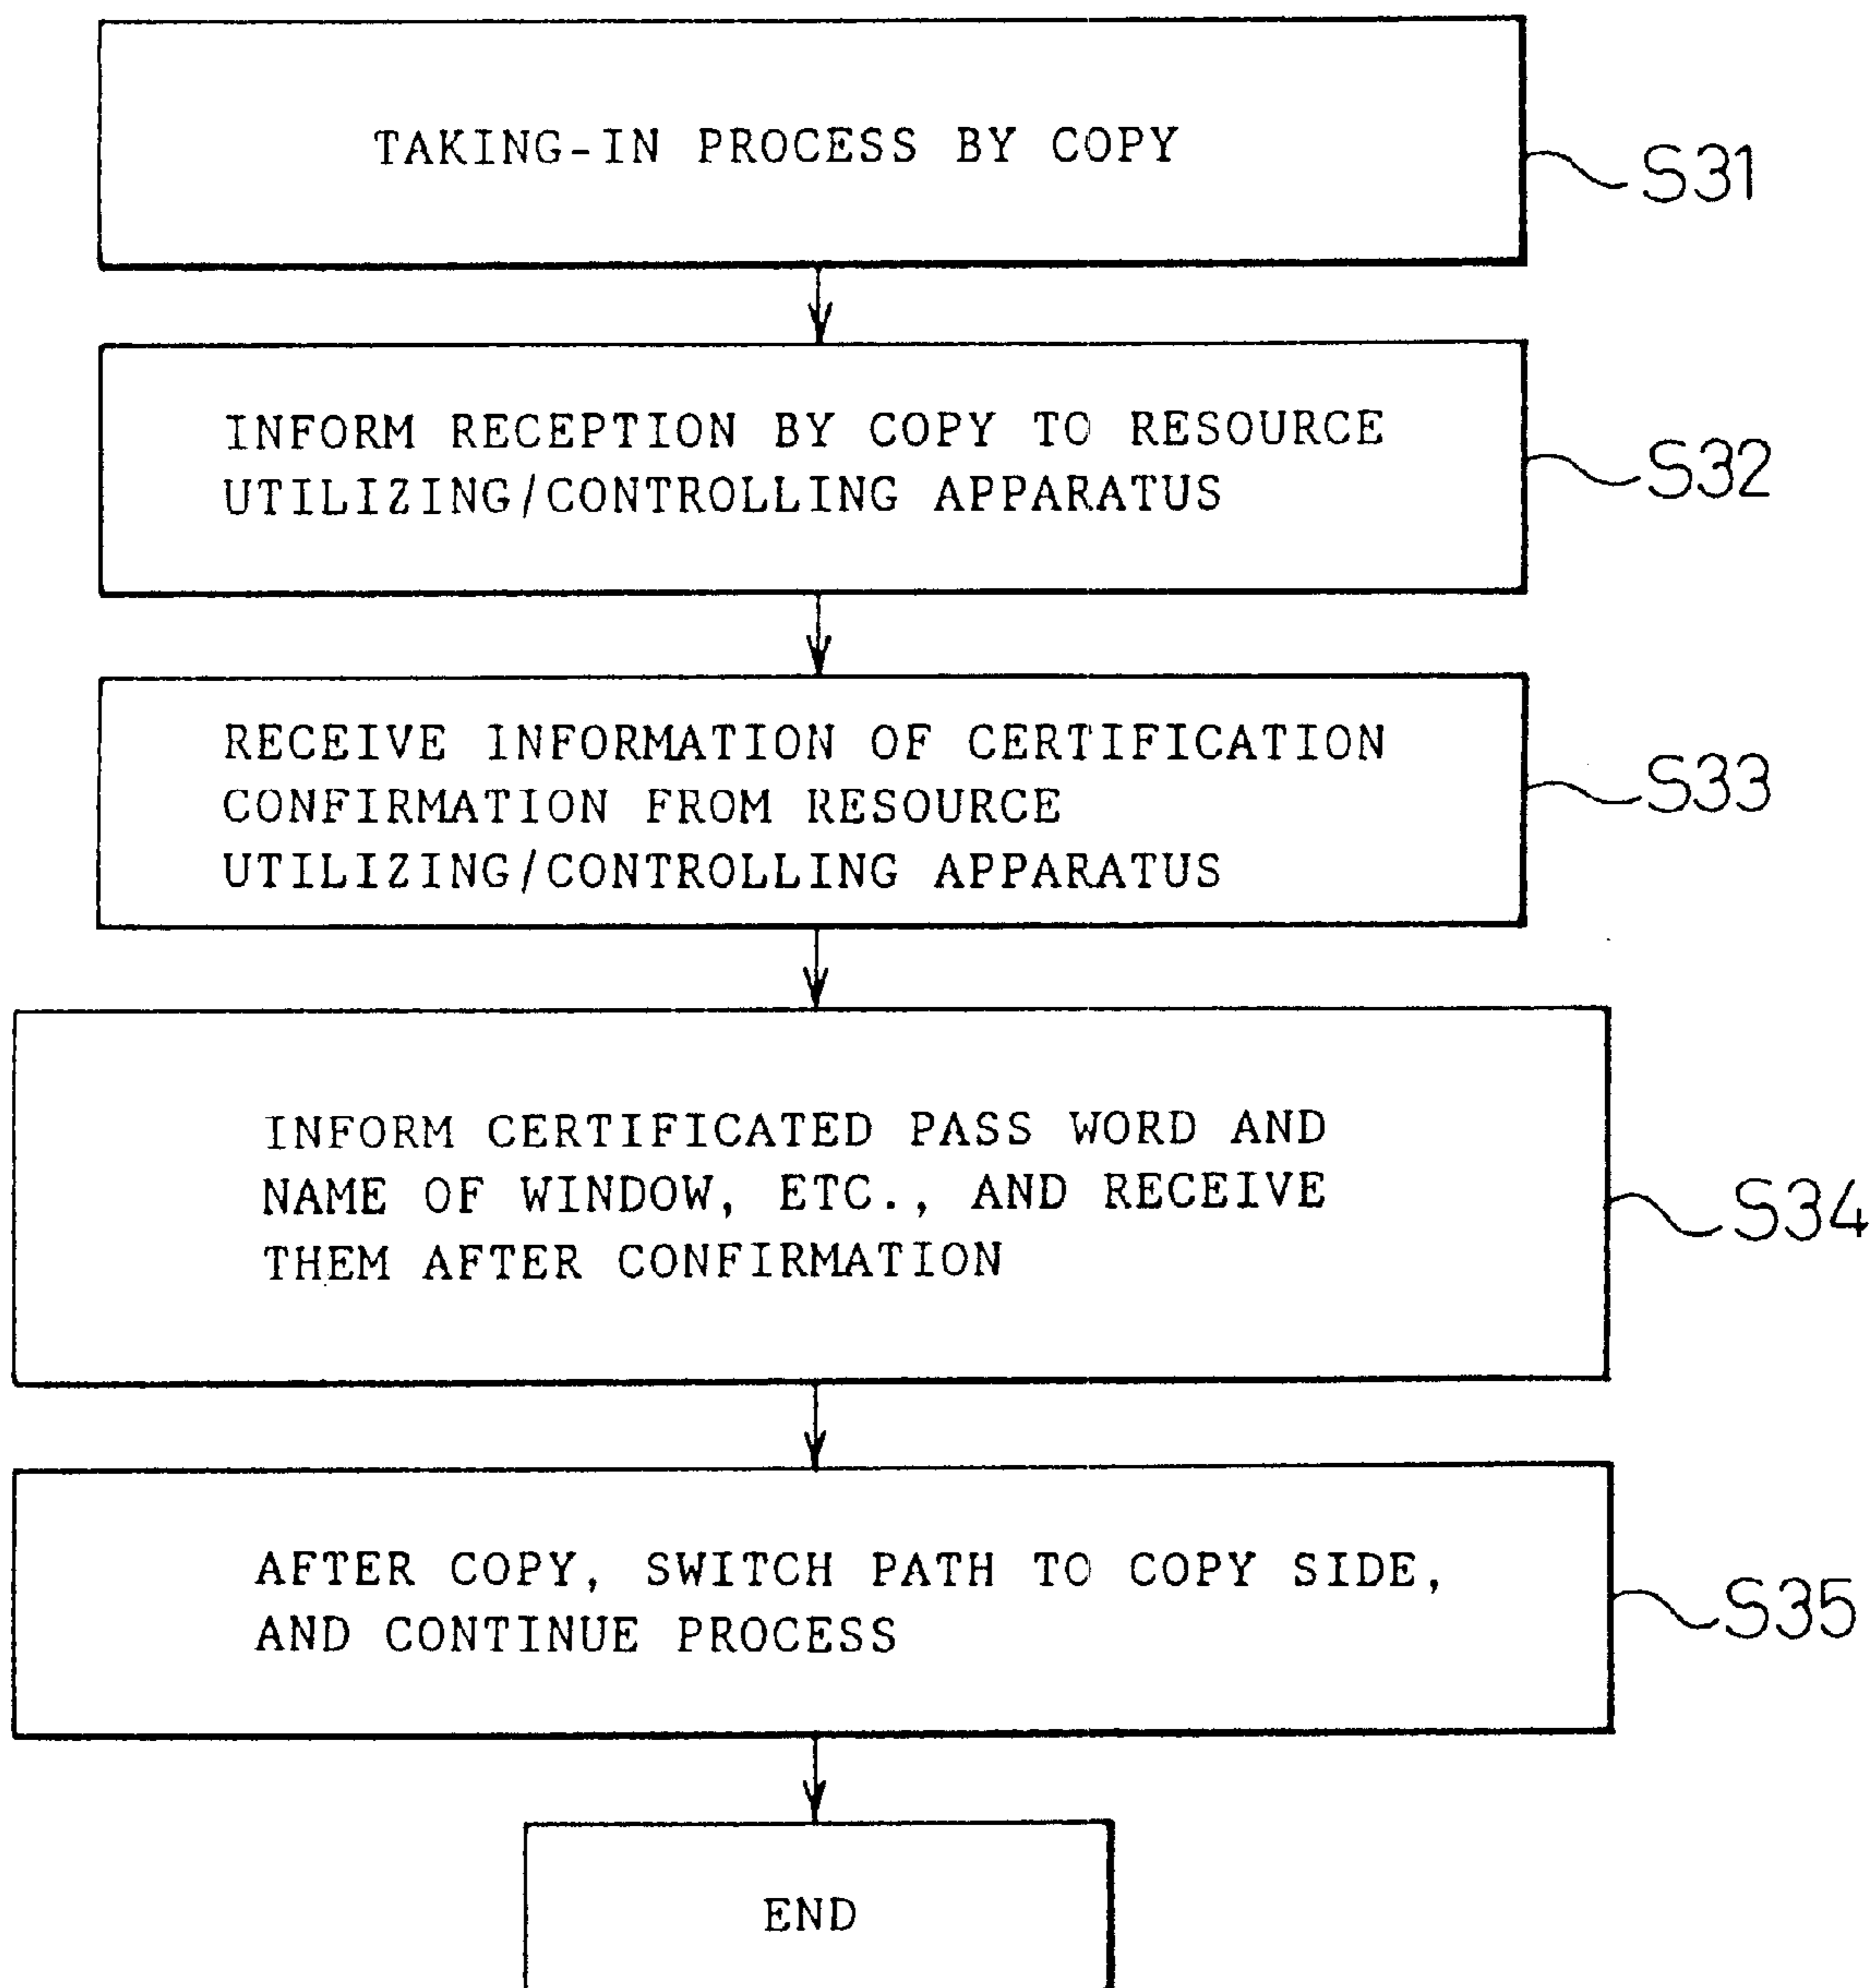 TAKING-IN PROCESS BY COPY
S31
INFORM RECEPTION BY COPY TO RESOURCE
UTILIZING/CONTROLLING APPARATUS
S32
RECEIVE INFORMATION OF CERTIFICATION
CONFIRMATION FROM RESOURCE
UTILIZING/CONTROLLING APPARATUS
S33
INFORM CERTIFICATED PASS WORD AND
NAME OF WINDOW, ETC., AND RECEIVE
THEM AFTER CONFIRMATION
S34
AFTER COPY, SWITCH PATH TO COPY SIDE,
AND CONTINUE PROCESS
S35
END